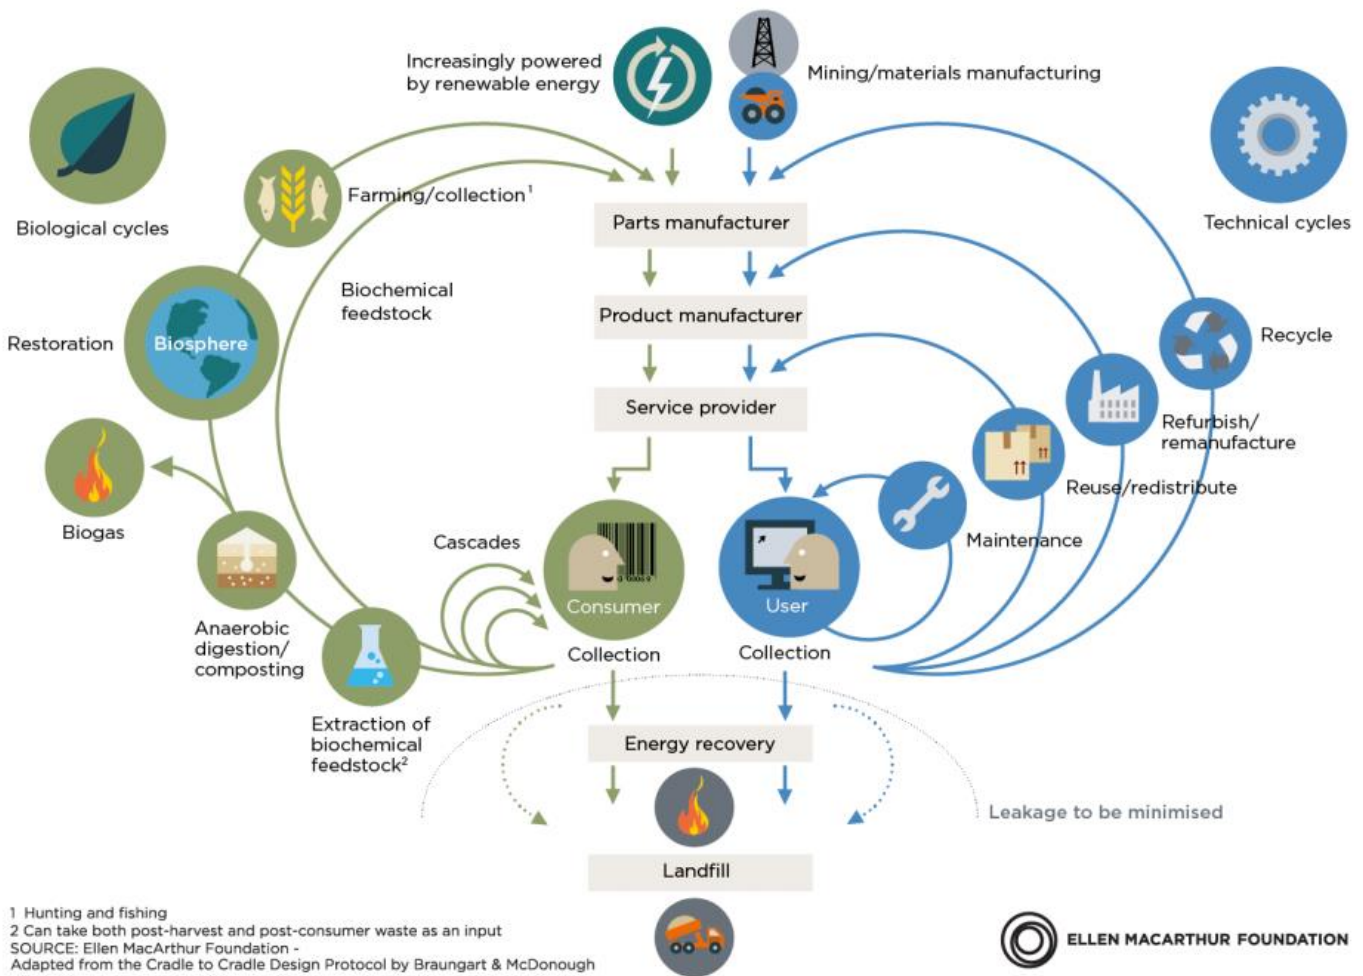 Increasingly powered
by renewable energy
Mining/materials manufacturing
Biological cycles
Farming/collection¹
Technical cycles
Parts manufacturer
Biochemical
feedstock
Product manufacturer
Restoration
Biosphere
Recycle
Service provider
Refurbish/
remanufacture
Reuse/redistribute
Biogas
Cascades
Maintenance
Consumer
User
Anaerobic
digestion/
composting
Collection
Collection
Extraction of
biochemical
feedstock²
Energy recovery
Leakage to be minimised
Landfill
1 Hunting and fishing
2 Can take both post-harvest and post-consumer waste as an input
SOURCE: Ellen MacArthur Foundation -
Adapted from the Cradle to Cradle Design Protocol by Braungart & McDonough
ELLEN MACARTHUR FOUNDATION